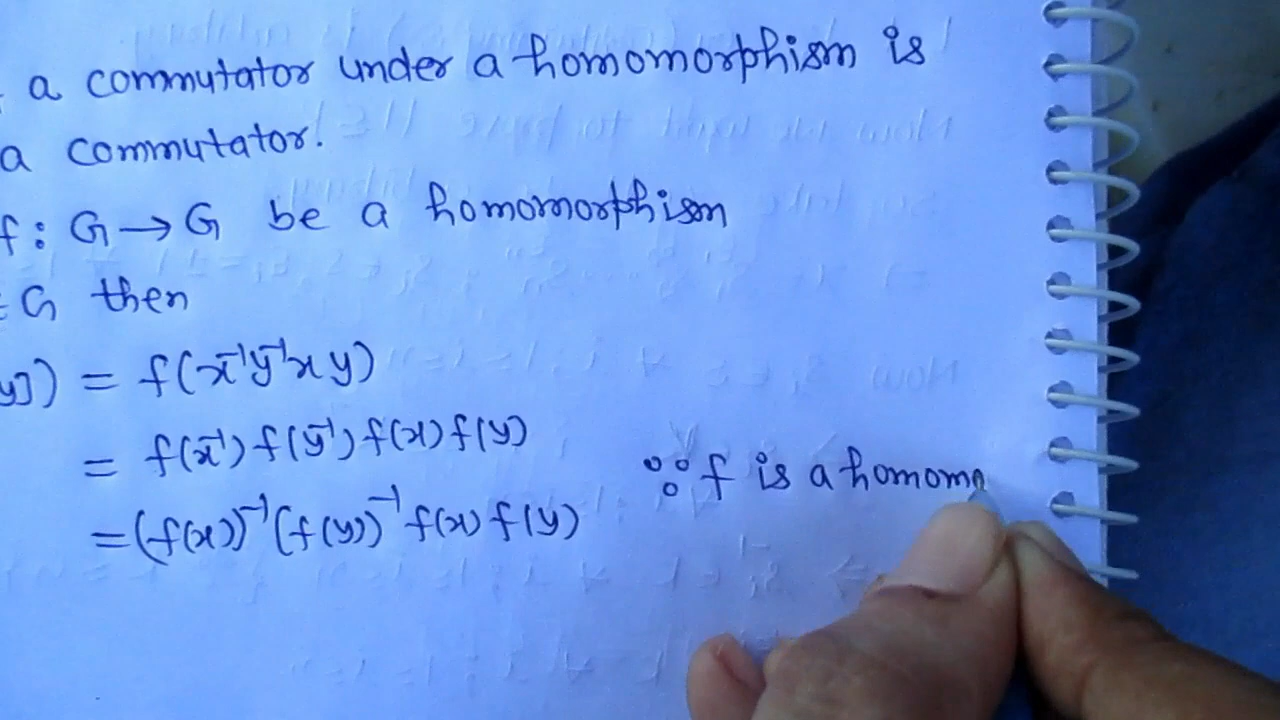 a commutator under a homomorphism is
a commutator.
f: G→G be a homomorphism
G then
y]) = f(x⁻¹y⁻¹xy)
= f(x⁻¹) f(y⁻¹) f(x) f(y)
∵ f is a homomo
= (f(x))⁻¹ (f(y))⁻¹ f(x) f(y)